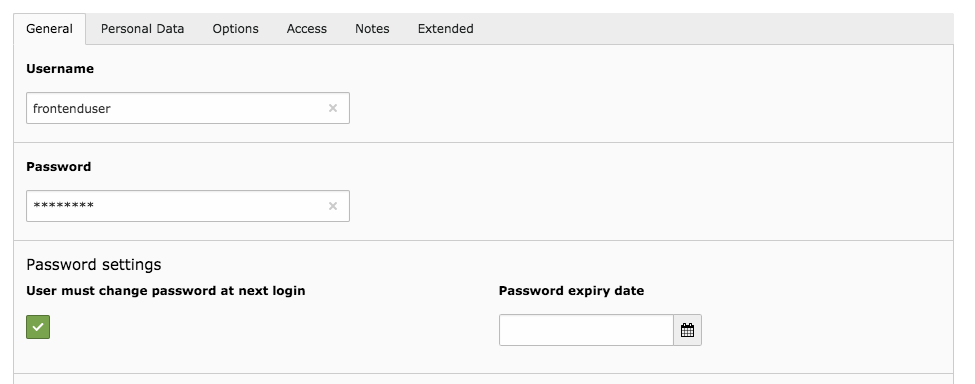 General Personal Data Options Access Notes Extended
Username
frontenduser
Password
********
Password settings
User must change password at next login Password expiry date